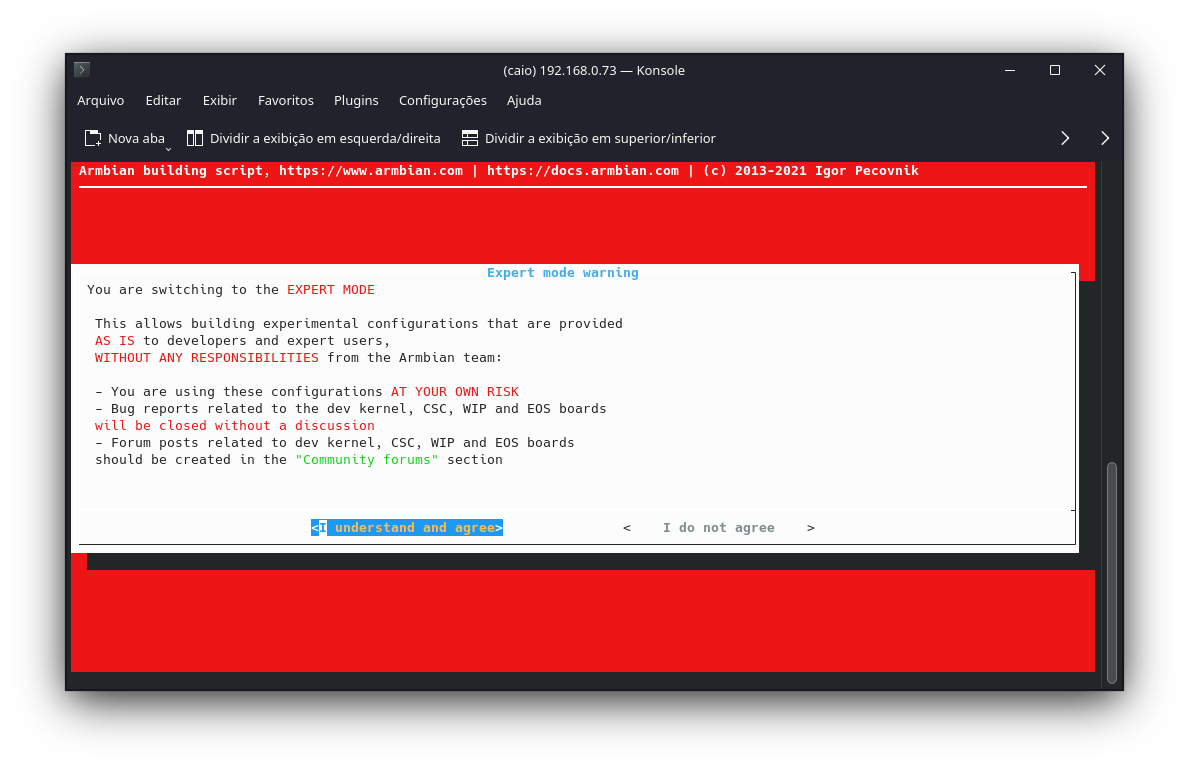 (caio) 192.168.0.73 — Konsole
Arquivo Editar Exibir Favoritos Plugins Configurações Ajuda
Nova aba Dividir a exibição em esquerda/direita Dividir a exibição em superior/inferior
Armbian building script, https://www.armbian.com | https://docs.armbian.com | (c) 2013-2021 Igor Pecovnik
Expert mode warning
You are switching to the EXPERT MODE
This allows building experimental configurations that are provided
AS IS to developers and expert users,
WITHOUT ANY RESPONSIBILITIES from the Armbian team:
- You are using these configurations AT YOUR OWN RISK
- Bug reports related to the dev kernel, CSC, WIP and EOS boards
will be closed without a discussion
- Forum posts related to dev kernel, CSC, WIP and EOS boards
should be created in the "Community forums" section
<I understand and agree> < I do not agree >